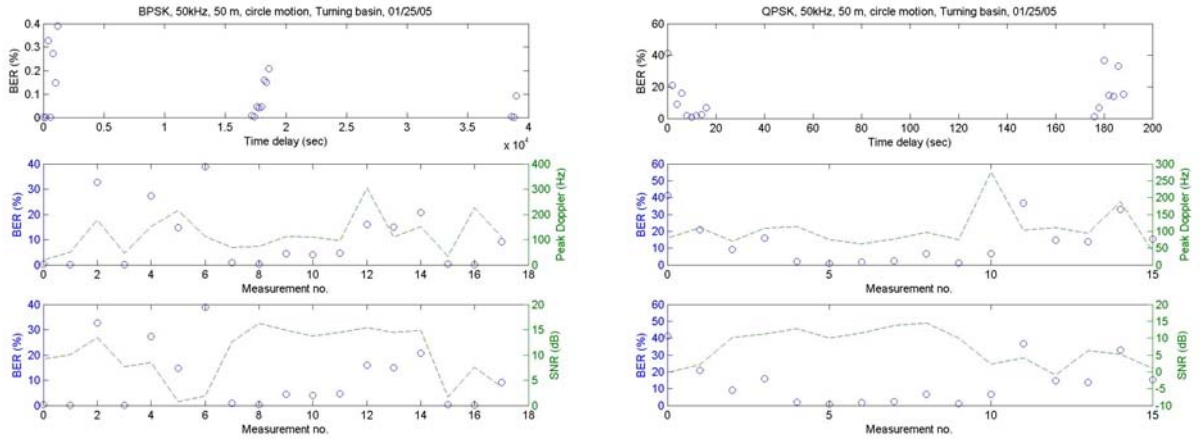 BPSK, 50kHz, 50 m, circle motion, Turning basin, 01/25/05
BER (%)
0.4
0.3
0.2
0.1
0
0 0.5 1 1.5 2 2.5 3 3.5 4
Time delay (sec)
x 10^4
BER (%)
40
30
20
10
0
400
300
200
100
0
Peak Doppler (Hz)
0 2 4 6 8 10 12 14 16 18
Measurement no.
BER (%)
40
30
20
10
0
20
15
10
5
0
SNR (dB)
0 2 4 6 8 10 12 14 16 18
Measurement no.
QPSK, 50kHz, 50 m, circle motion, Turning basin, 01/25/05
BER (%)
60
40
20
0
0 20 40 60 80 100 120 140 160 180 200
Time delay (sec)
BER (%)
60
50
40
30
20
10
0
300
250
200
150
100
50
0
Peak Doppler (Hz)
0 5 10 15
Measurement no.
BER (%)
60
50
40
30
20
10
0
20
15
10
5
0
-5
-10
SNR (dB)
0 5 10 15
Measurement no.